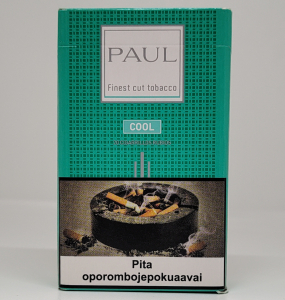 PAUL
Finest cut tobacco
COOL
Pita
oporombojepokuaavai